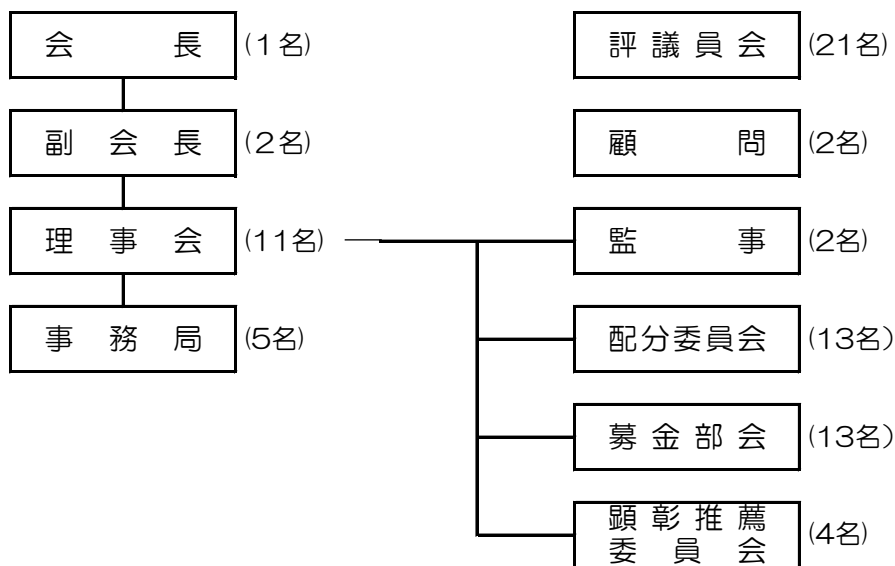 会長 (1名)
副会長 (2名)
理事会 (11名)
事務局 (5名)
評議員会 (21名)
顧問 (2名)
監事 (2名)
配分委員会 (13名)
募金部会 (13名)
顕彰推薦
委員会 (4名)